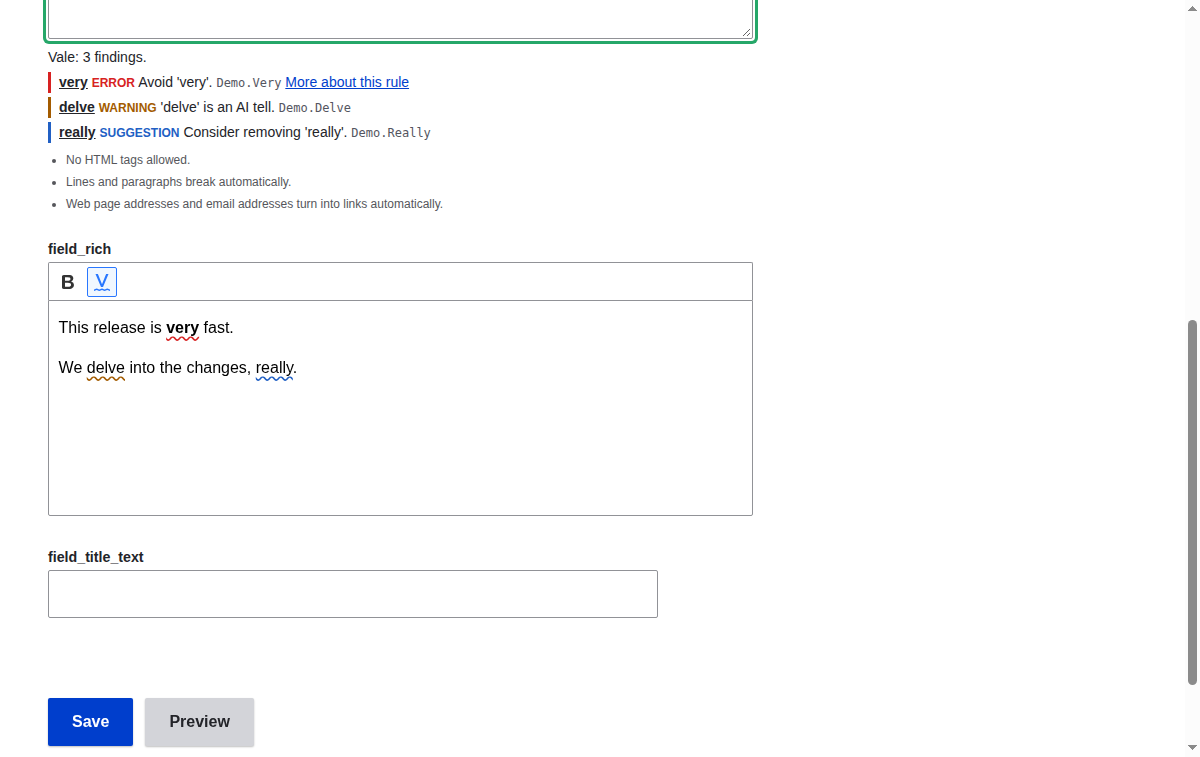 Vale: 3 findings.
very ERROR Avoid 'very'. Demo.Very More about this rule
delve WARNING 'delve' is an AI tell. Demo.Delve
really SUGGESTION Consider removing 'really'. Demo.Really
No HTML tags allowed.
Lines and paragraphs break automatically.
Web page addresses and email addresses turn into links automatically.
field_rich
B V
This release is very fast.
We delve into the changes, really.
field_title_text
Save Preview